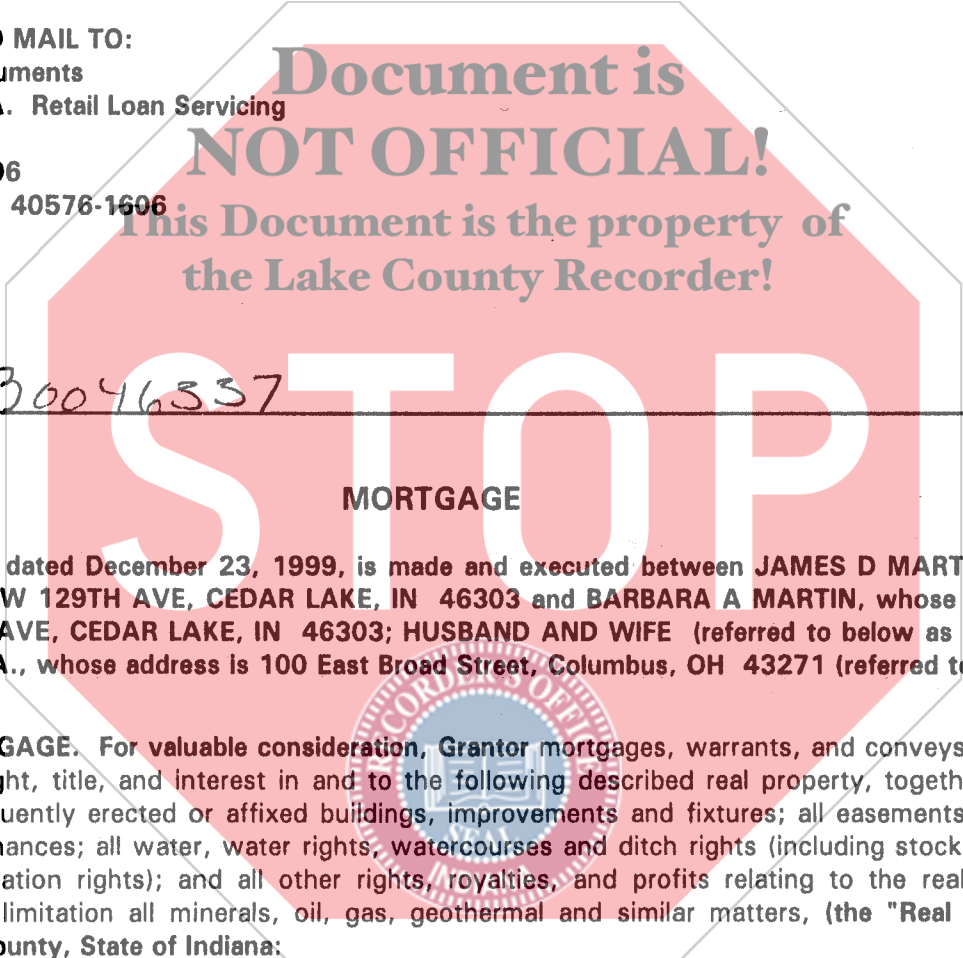 MAIL TO:
uments
A. Retail Loan Servicing
06
40576-1606
Document is
NOT OFFICIAL!
This Document is the property of
the Lake County Recorder!
30046337
STOP
MORTGAGE
dated December 23, 1999, is made and executed between JAMES D MART
W 129TH AVE, CEDAR LAKE, IN 46303 and BARBARA A MARTIN, whose
AVE, CEDAR LAKE, IN 46303; HUSBAND AND WIFE (referred to below as
A., whose address is 100 East Broad Street, Columbus, OH 43271 (referred to
GAGE. For valuable consideration, Grantor mortgages, warrants, and conveys
ght, title, and interest in and to the following described real property, togeth
uently erected or affixed buildings, improvements and fixtures; all easements
nances; all water, water rights, watercourses and ditch rights (including stock
ation rights); and all other rights, royalties, and profits relating to the real
limitation all minerals, oil, gas, geothermal and similar matters, (the "Real
ounty, State of Indiana:
RECORDER'S OFFICE
SEAL
INDIANA